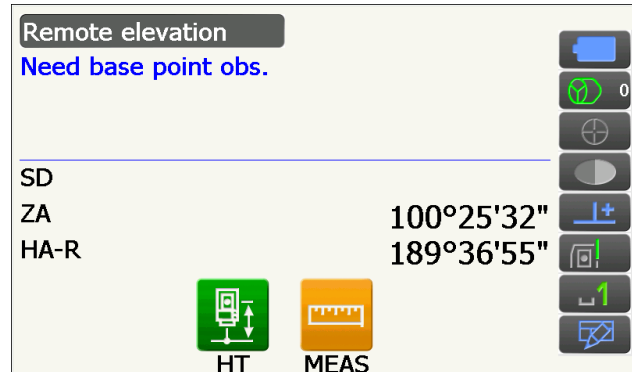 Remote elevation
Need base point obs.
0
SD
ZA 100°25'32"
HA-R 189°36'55"
1
HT MEAS